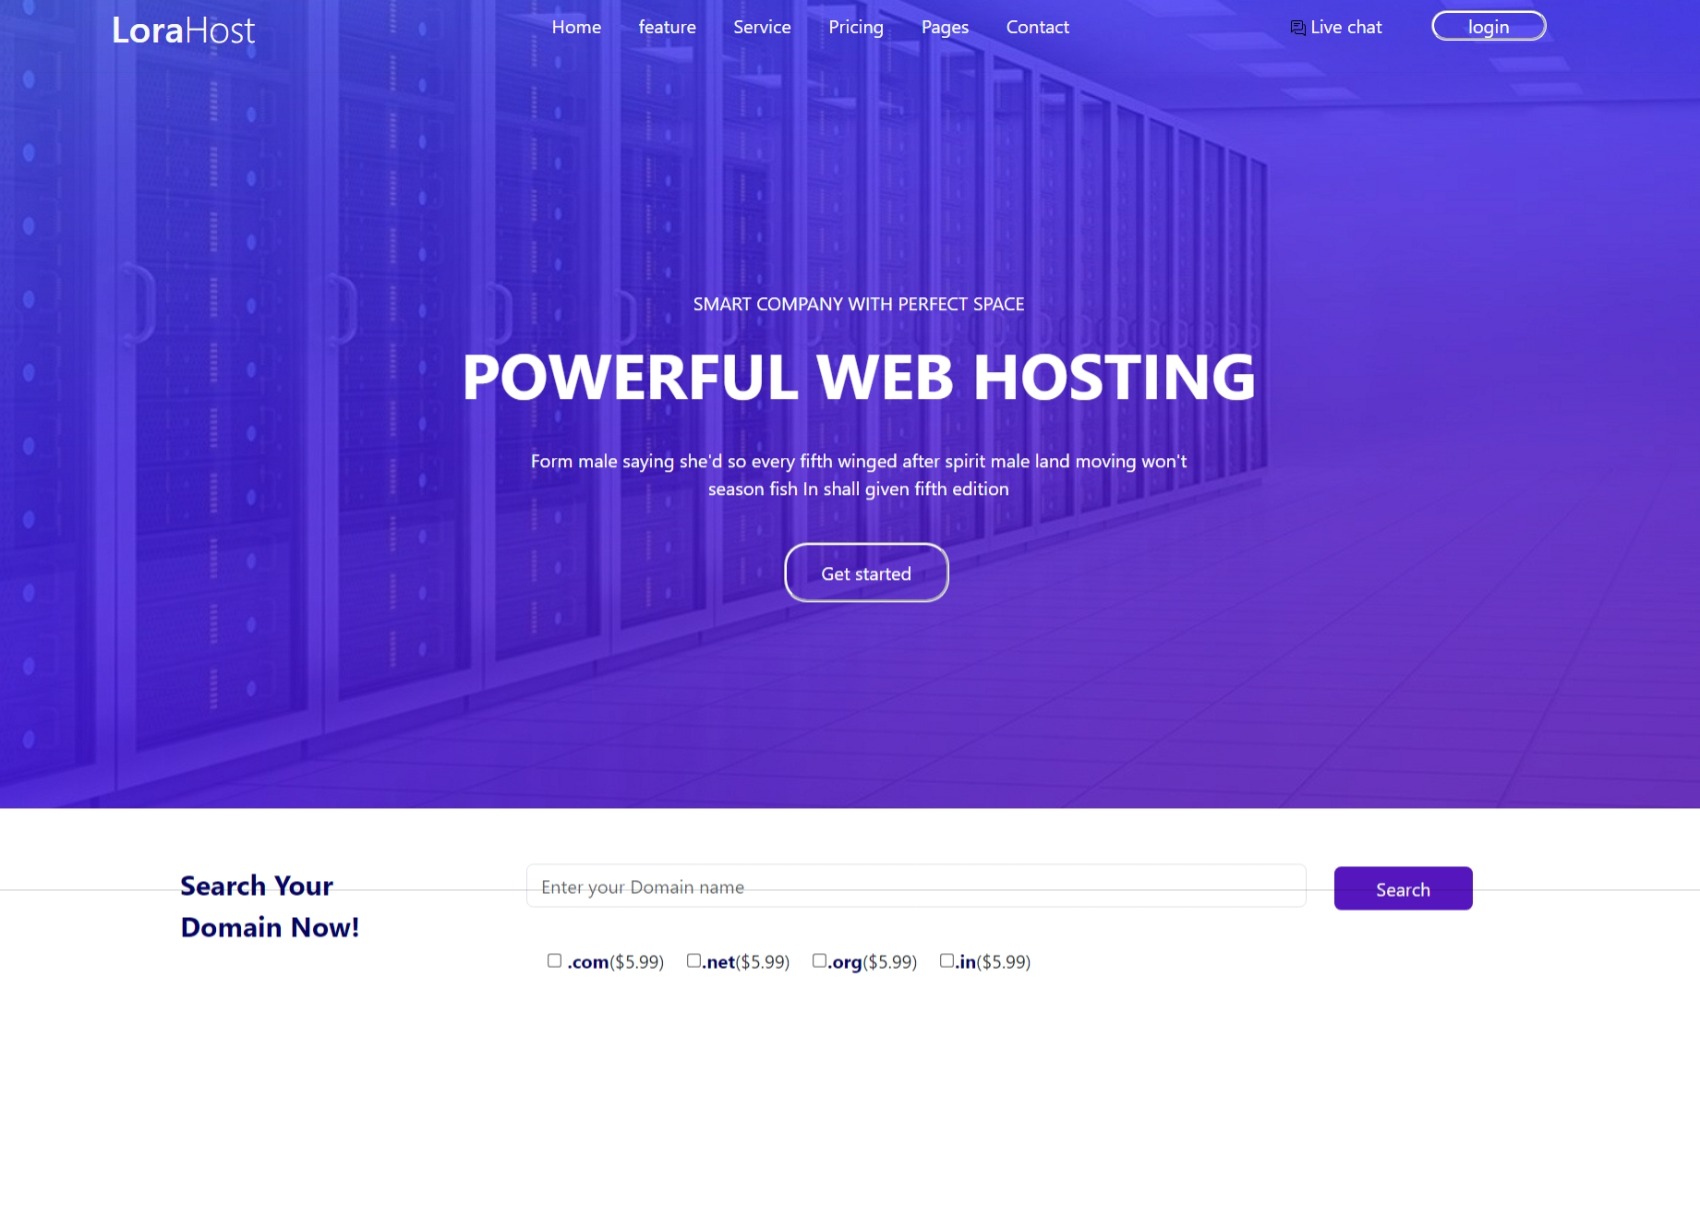 LoraHost
Home feature Service Pricing Pages Contact Live chat login
SMART COMPANY WITH PERFECT SPACE
POWERFUL WEB HOSTING
Form male saying she'd so every fifth winged after spirit male land moving won't
season fish In shall given fifth edition
Get started
Search Your
Domain Now!
Enter your Domain name
Search
.com($5.99) .net($5.99) .org($5.99) .in($5.99)